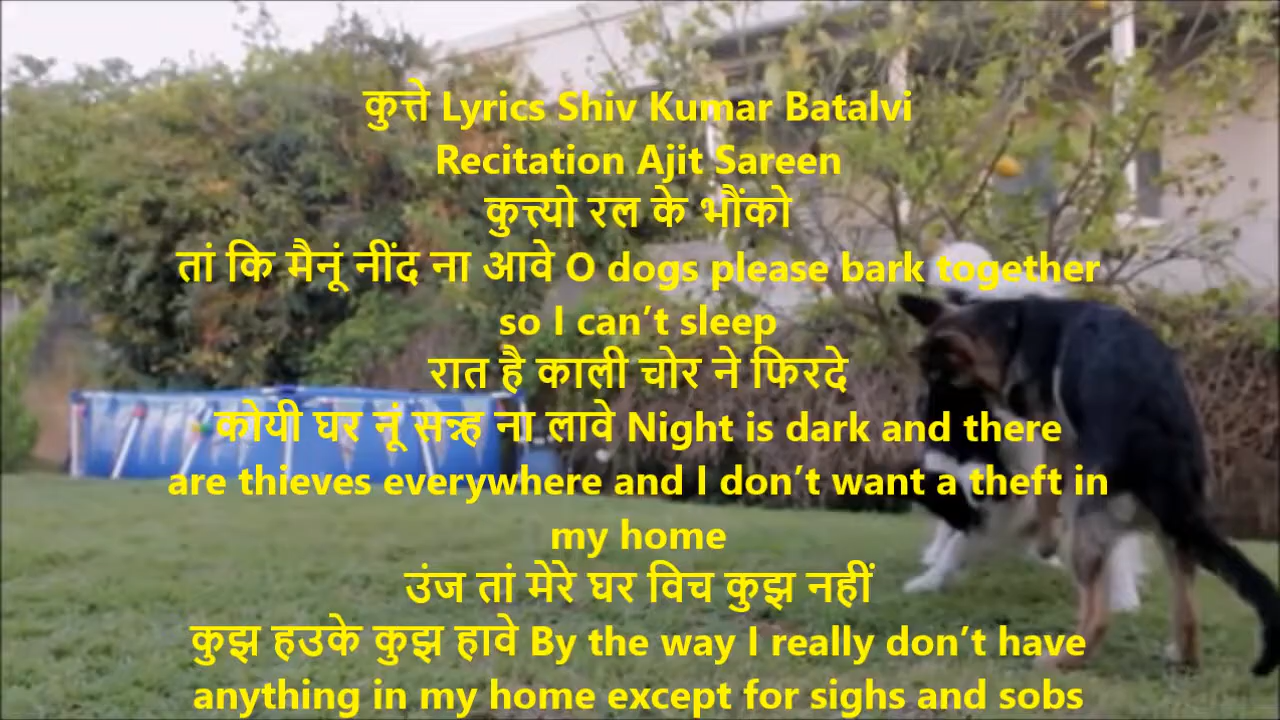 कुत्ते Lyrics Shiv Kumar Batalvi
Recitation Ajit Sareen
कुत्त्यो रल के भौंको
तां कि मैनूं नींद ना आवे O dogs please bark together
so I can’t sleep
रात है काली चोर ने फिरदे
कोयी घर नूं सन्न्ह ना लावे Night is dark and there
are thieves everywhere and I don’t want a theft in
my home
उंज तां मेरे घर विच कुझ नहीं
कुझ हउके कुझ हावे By the way I really don’t have
anything in my home except for sighs and sobs